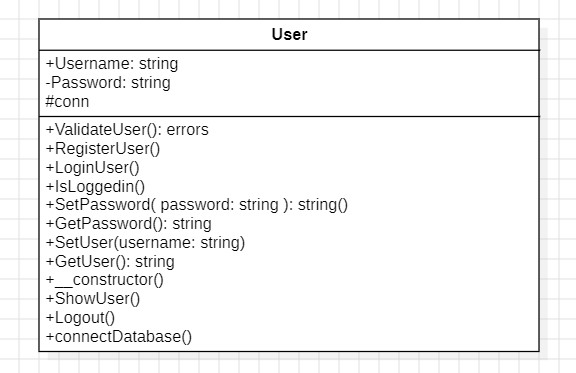 User
+Username: string
-Password: string
#conn
+ValidateUser(): errors
+RegisterUser()
+LoginUser()
+IsLoggedin()
+SetPassword( password: string ): string()
+GetPassword(): string
+SetUser(username: string)
+GetUser(): string
+__constructor()
+ShowUser()
+Logout()
+connectDatabase()